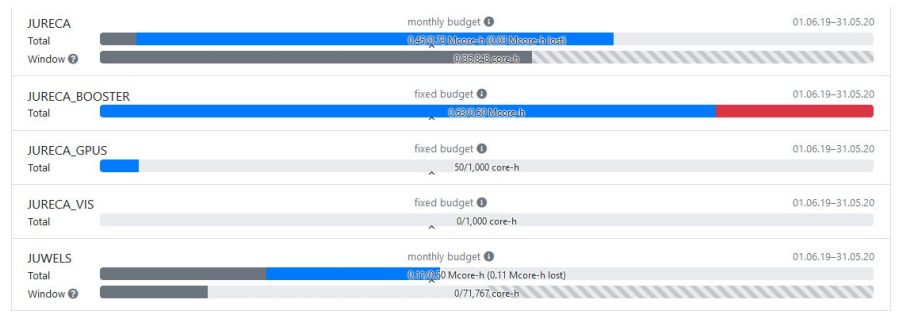 JURECA monthly budget 01.06.19–31.05.20
Total 0.45/0.73 Mcore-h (0.03 Mcore-h lost)
Window 0/86,848 core-h
JURECA_BOOSTER fixed budget 01.06.19–31.05.20
Total 0.63/0.50 Mcore-h
JURECA_GPUS fixed budget 01.06.19–31.05.20
Total 50/1,000 core-h
JURECA_VIS fixed budget 01.06.19–31.05.20
Total 0/1,000 core-h
JUWELS monthly budget 01.06.19–31.05.20
Total 0.11/0.50 Mcore-h (0.11 Mcore-h lost)
Window 0/71,767 core-h